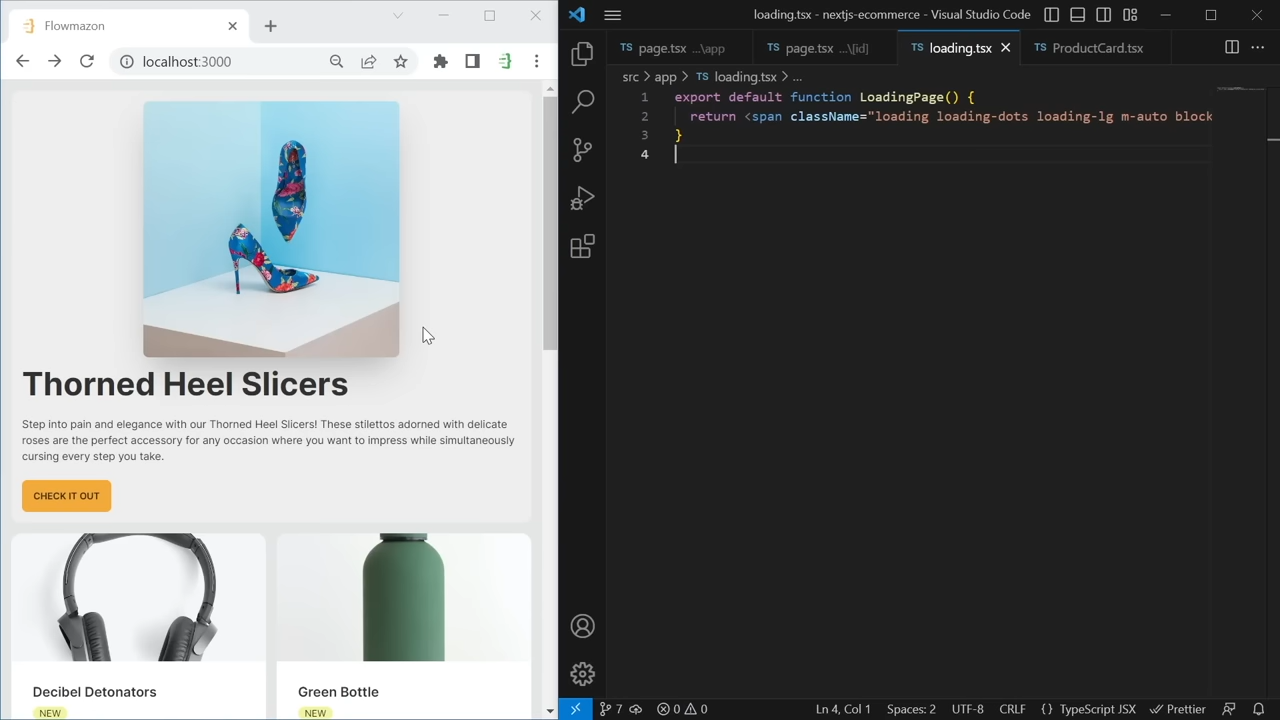 Flowmazon
localhost:3000
Thorned Heel Slicers
Step into pain and elegance with our Thorned Heel Slicers! These stilettos adorned with delicate
roses are the perfect accessory for any occasion where you want to impress while simultaneously
cursing every step you take.
CHECK IT OUT
Decibel Detonators
NEW
Green Bottle
NEW
loading.tsx - nextjs-ecommerce - Visual Studio Code
TS page.tsx ...\app
TS page.tsx ...\[id]
TS loading.tsx
TS ProductCard.tsx
src > app > TS loading.tsx > ...
1 export default function LoadingPage() {
2 return <span className="loading loading-dots loading-lg m-auto block
3 }
4
7
0 0
Ln 4, Col 1
Spaces: 2
UTF-8
CRLF
{} TypeScript JSX
Prettier